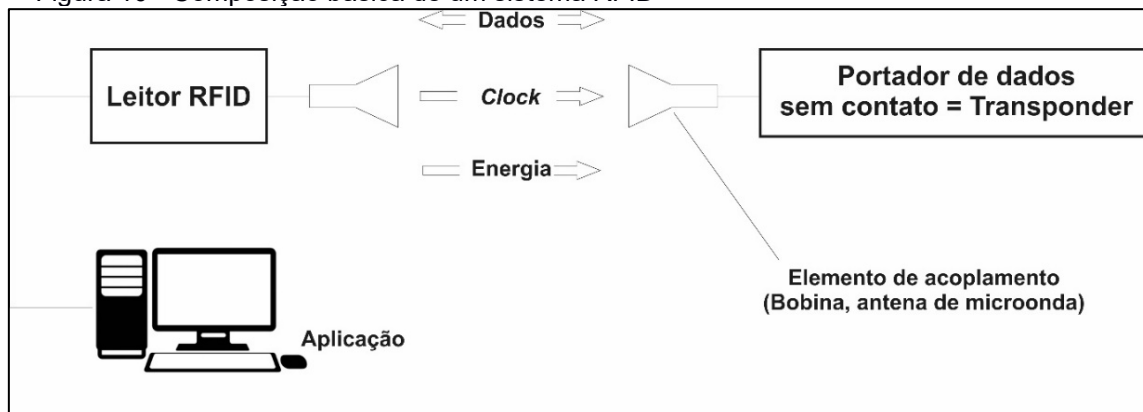 Dados
Leitor RFID
Clock
Portador de dados
sem contato = Transponder
Energia
Elemento de acoplamento
(Bobina, antena de microonda)
Aplicação